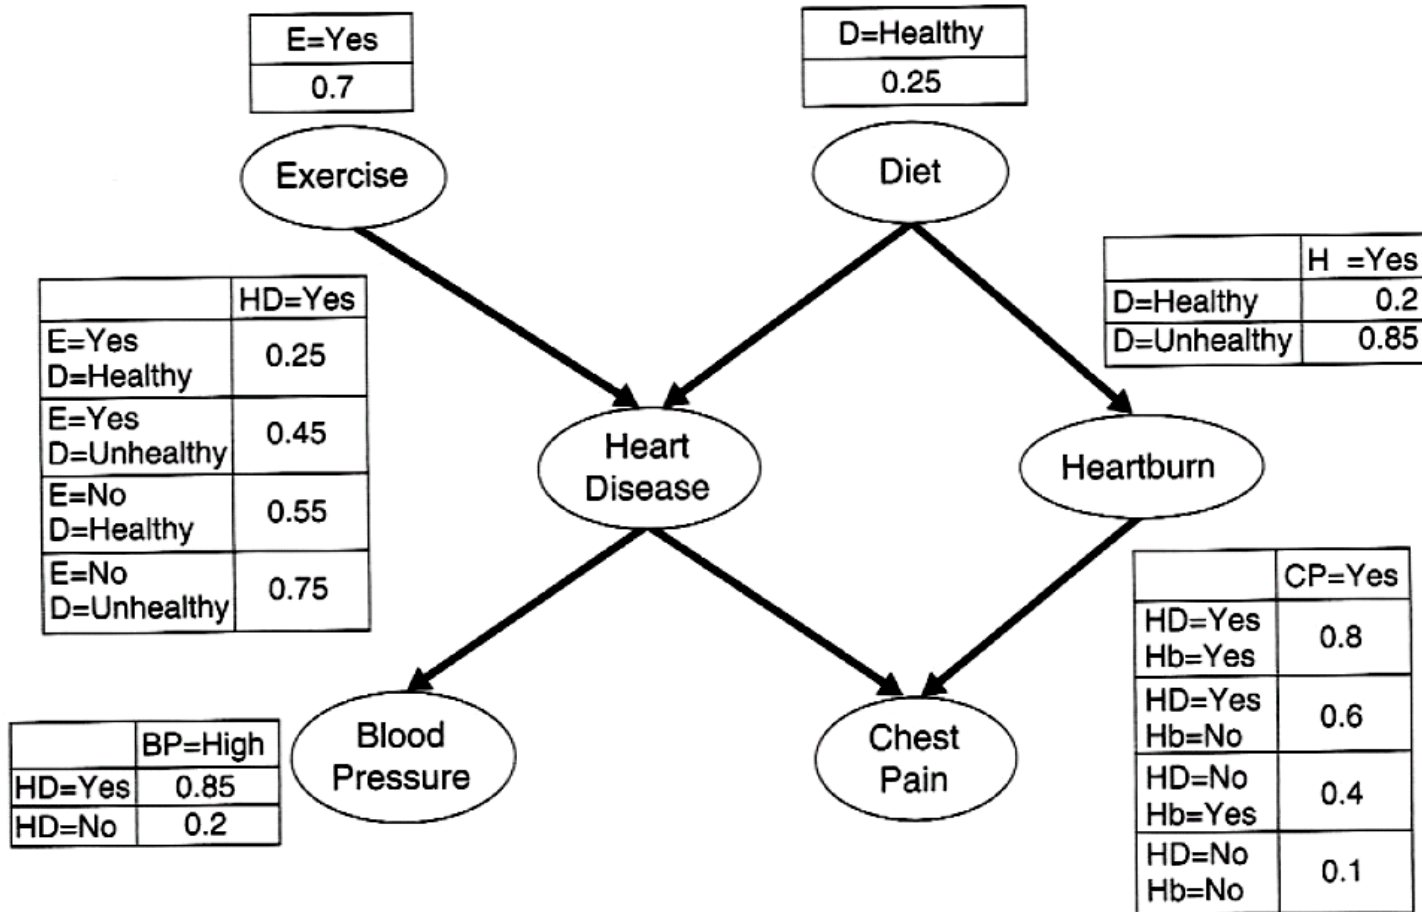 E=Yes
0.7
D=Healthy
0.25
Exercise
Diet
H =Yes
D=Healthy 0.2
D=Unhealthy 0.85
HD=Yes
E=Yes
D=Healthy
0.25
E=Yes
D=Unhealthy
0.45
E=No
D=Healthy
0.55
E=No
D=Unhealthy
0.75
Heart
Disease
Heartburn
CP=Yes
HD=Yes
Hb=Yes
0.8
HD=Yes
Hb=No
0.6
HD=No
Hb=Yes
0.4
HD=No
Hb=No
0.1
BP=High
HD=Yes 0.85
HD=No 0.2
Blood
Pressure
Chest
Pain